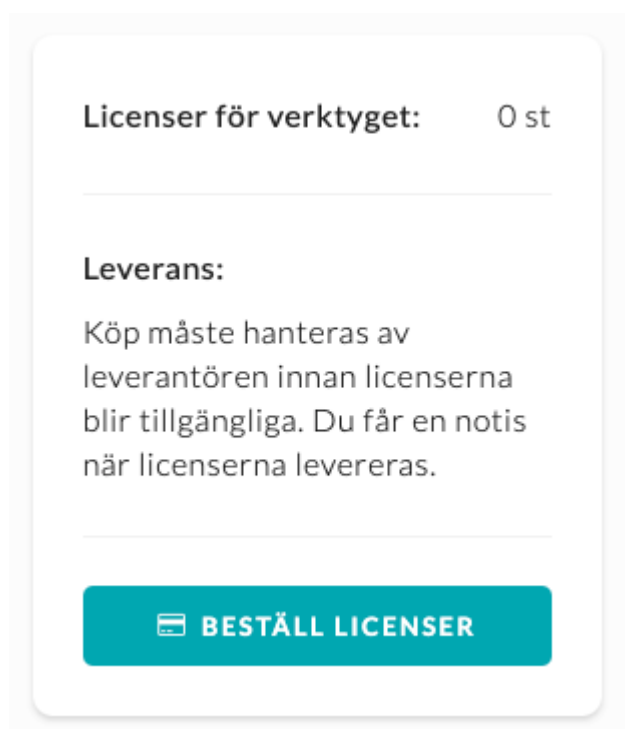 Licenser för verktyget: 0 st
Leverans:
Köp måste hanteras av
leverantören innan licenserna
blir tillgängliga. Du får en notis
när licenserna levereras.
BESTÄLL LICENSER